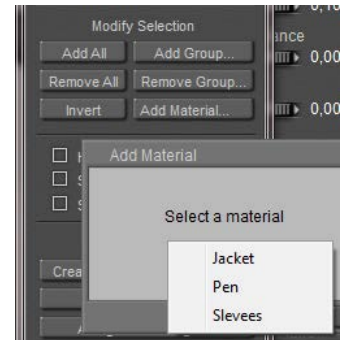 Modify Selection
Add All Add Group...
Remove All Remove Group...
Invert Add Material...
0,00
0,00
Add Material
Select a material
Jacket
Pen
Slevees